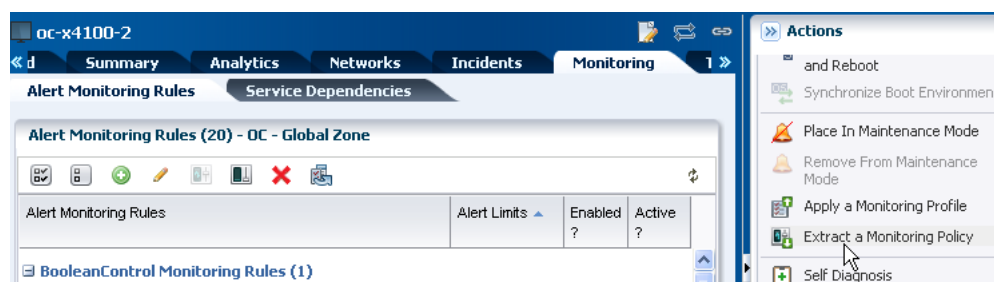 oc-x4100-2
d Summary Analytics Networks Incidents Monitoring
Alert Monitoring Rules Service Dependencies
Alert Monitoring Rules (20) - OC - Global Zone
Alert Monitoring Rules Alert Limits Enabled ? Active ?
BooleanControl Monitoring Rules (1)
Actions
and Reboot
Synchronize Boot Environmen
Place In Maintenance Mode
Remove From Maintenance
Mode
Apply a Monitoring Profile
Extract a Monitoring Policy
Self Diagnosis